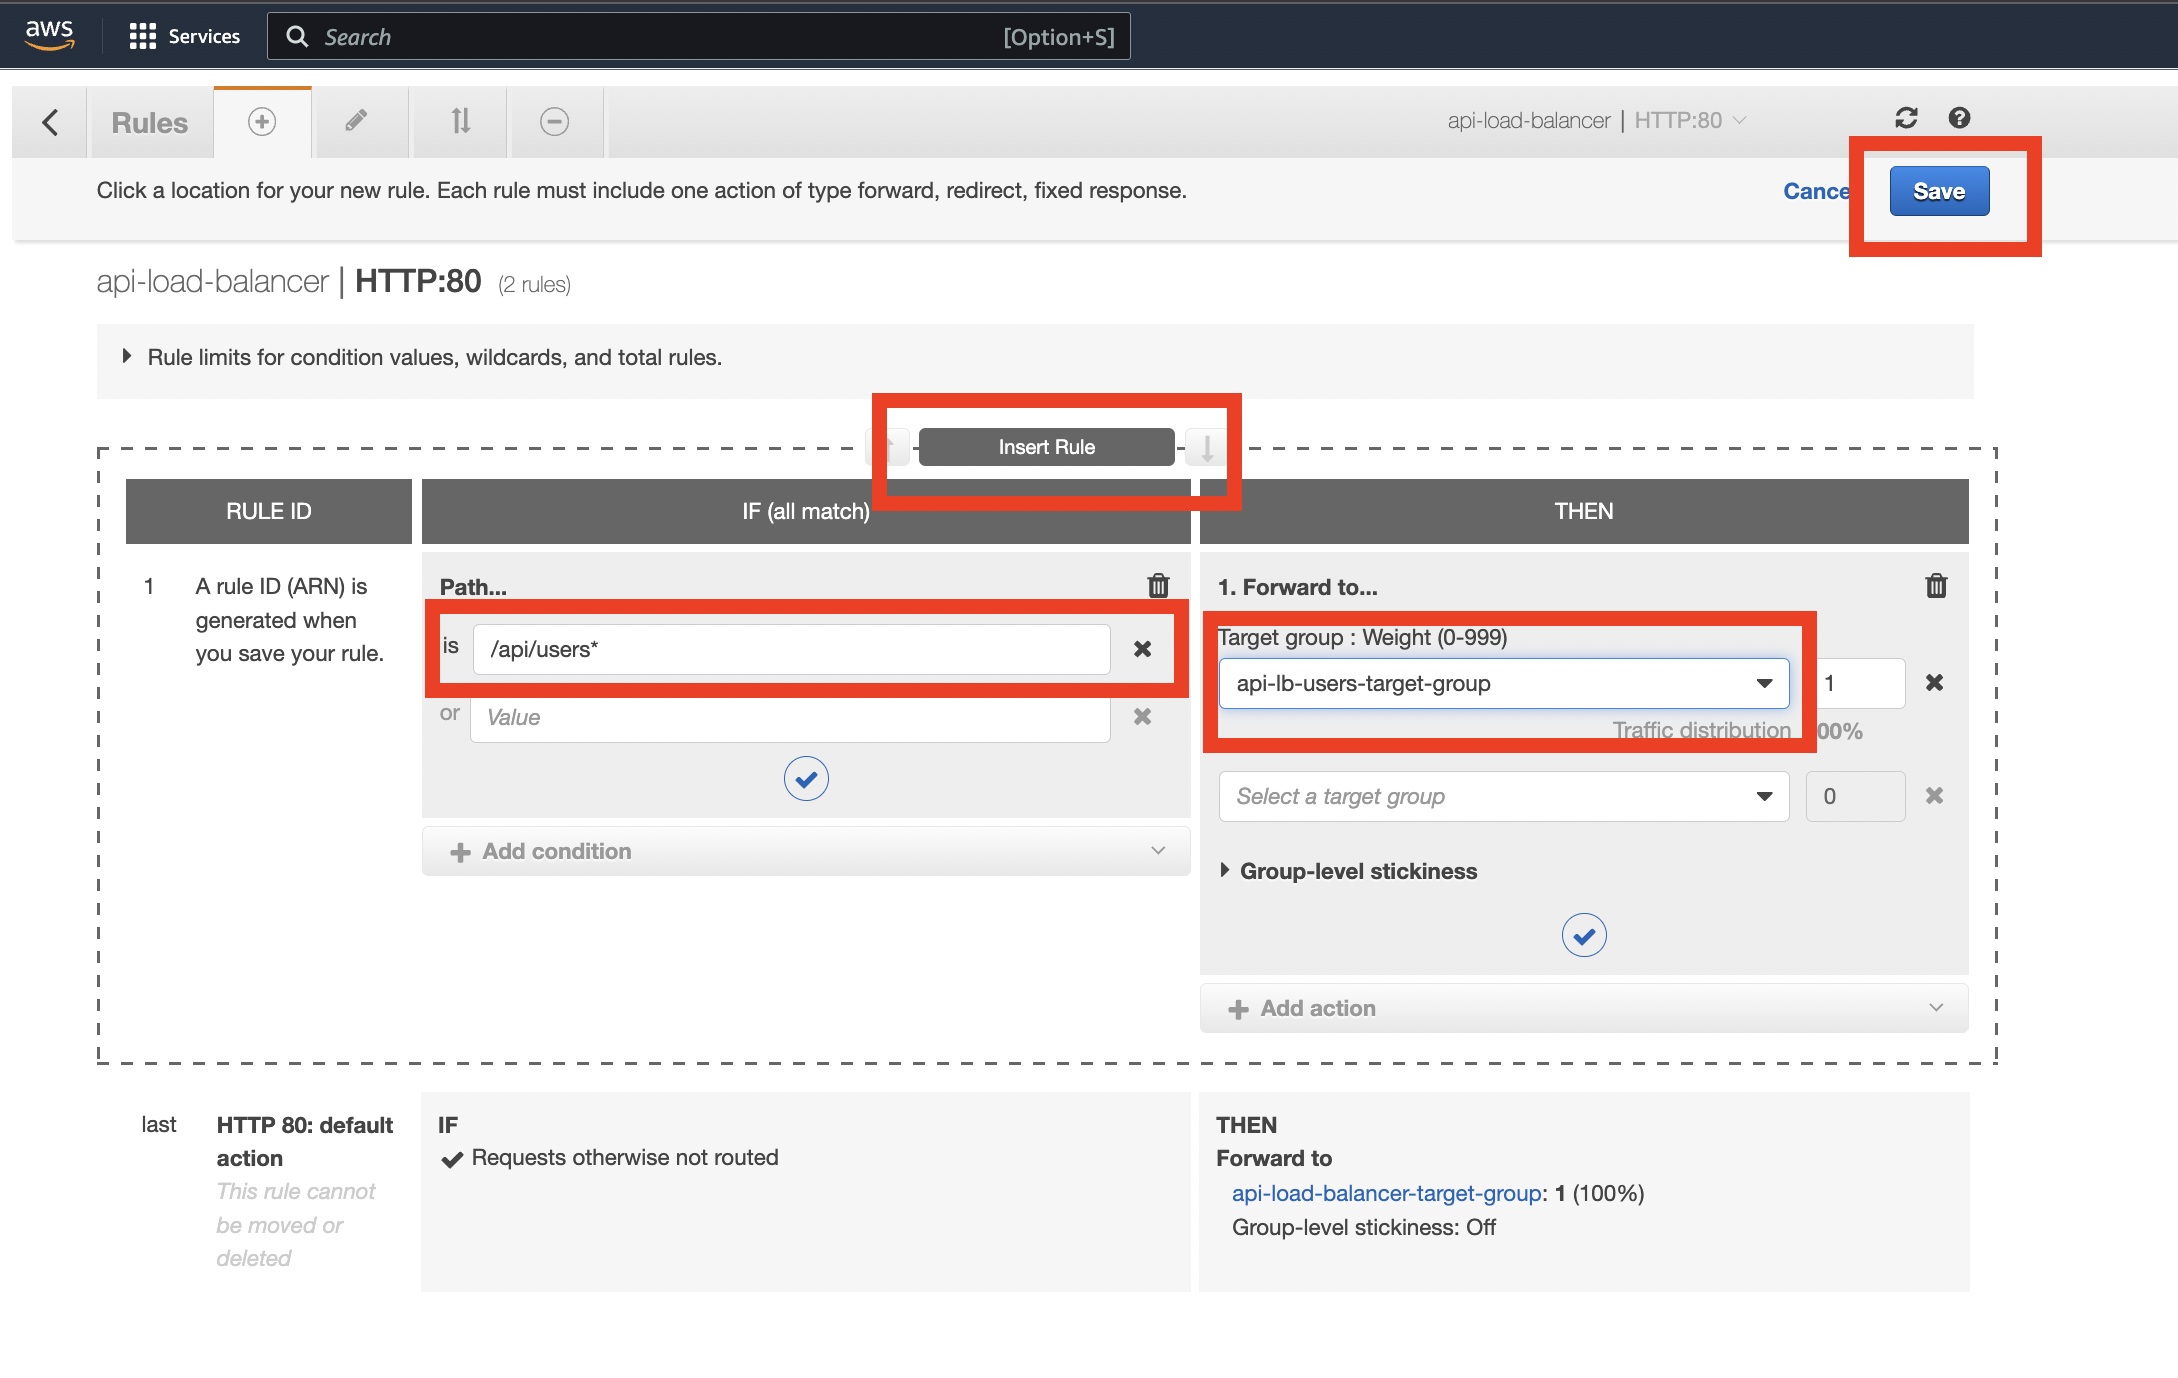 aws
Services
Search
[Option+S]
Rules
api-load-balancer | HTTP:80
Click a location for your new rule. Each rule must include one action of type forward, redirect, fixed response.
Cance
Save
api-load-balancer | HTTP:80 (2 rules)
Rule limits for condition values, wildcards, and total rules.
Insert Rule
RULE ID
IF (all match)
THEN
1
A rule ID (ARN) is
generated when
you save your rule.
Path...
is
/api/users*
or
Value
Add condition
1. Forward to...
Target group : Weight (0-999)
api-lb-users-target-group
1
Traffic distribution
00%
Select a target group
0
Group-level stickiness
Add action
last
HTTP 80: default
action
This rule cannot
be moved or
deleted
IF
Requests otherwise not routed
THEN
Forward to
api-load-balancer-target-group: 1 (100%)
Group-level stickiness: Off